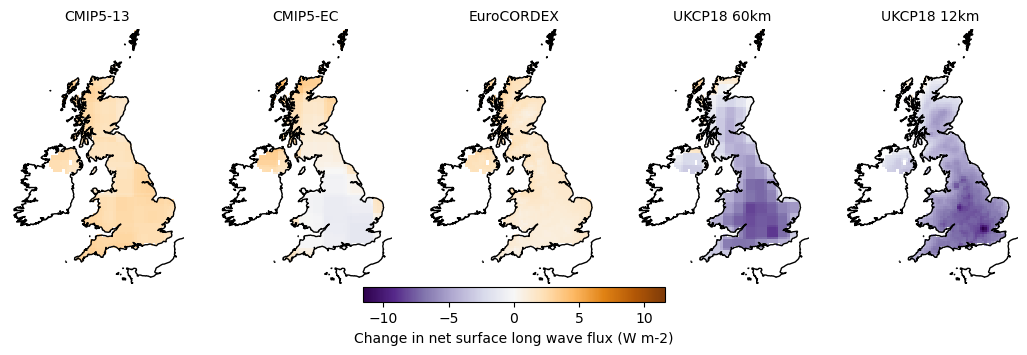 CMIP5-13 CMIP5-EC EuroCORDEX UKCP18 60km UKCP18 12km
−10 −5 0 5 10
Change in net surface long wave flux (W m-2)